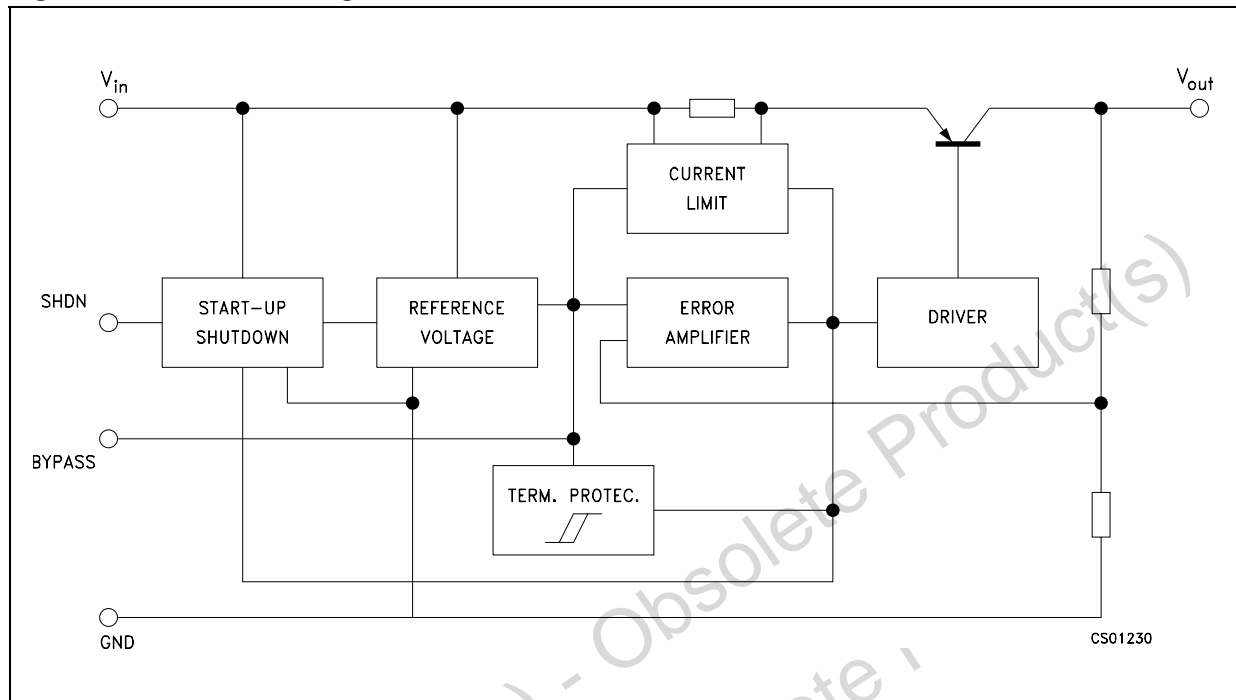 Vin
Vout
CURRENT
LIMIT
SHDN
START-UP
SHUTDOWN
REFERENCE
VOLTAGE
ERROR
AMPLIFIER
DRIVER
BYPASS
TERM. PROTEC.
GND
CS01230
- Obsolete Product(s)